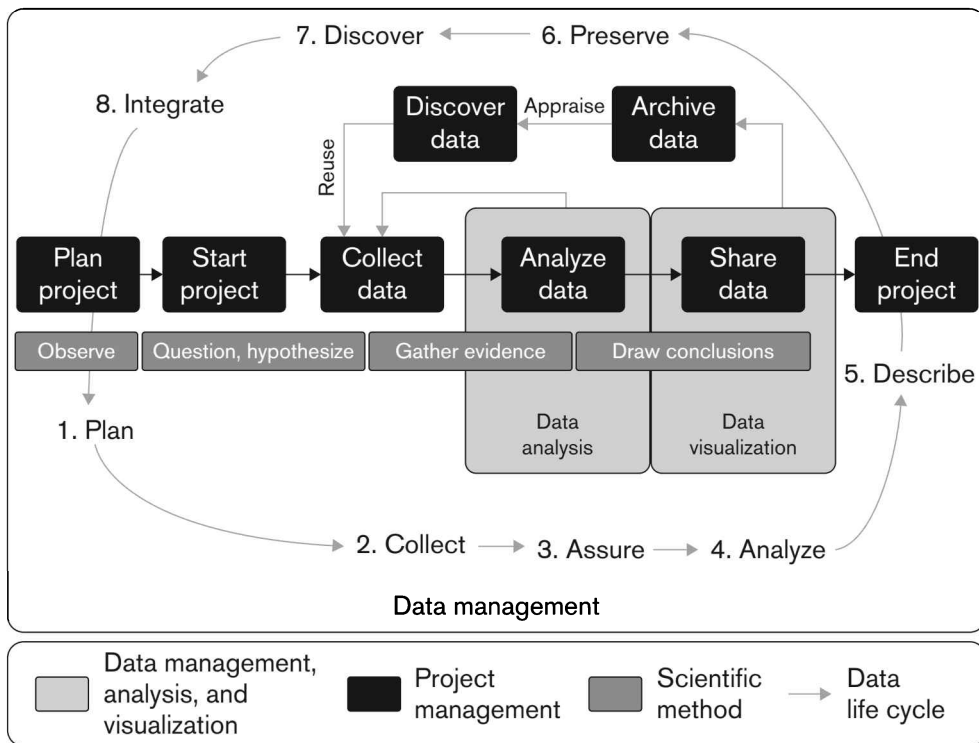 7. Discover
6. Preserve
8. Integrate
Discover
data
Appraise
Archive
data
Reuse
Plan
project
Start
project
Collect
data
Analyze
data
Share
data
End
project
Observe
Question, hypothesize
Gather evidence
Draw conclusions
5. Describe
1. Plan
Data
analysis
Data
visualization
2. Collect
3. Assure
4. Analyze
Data management
Data management,
analysis, and
visualization
Project
management
Scientific
method
Data
life cycle